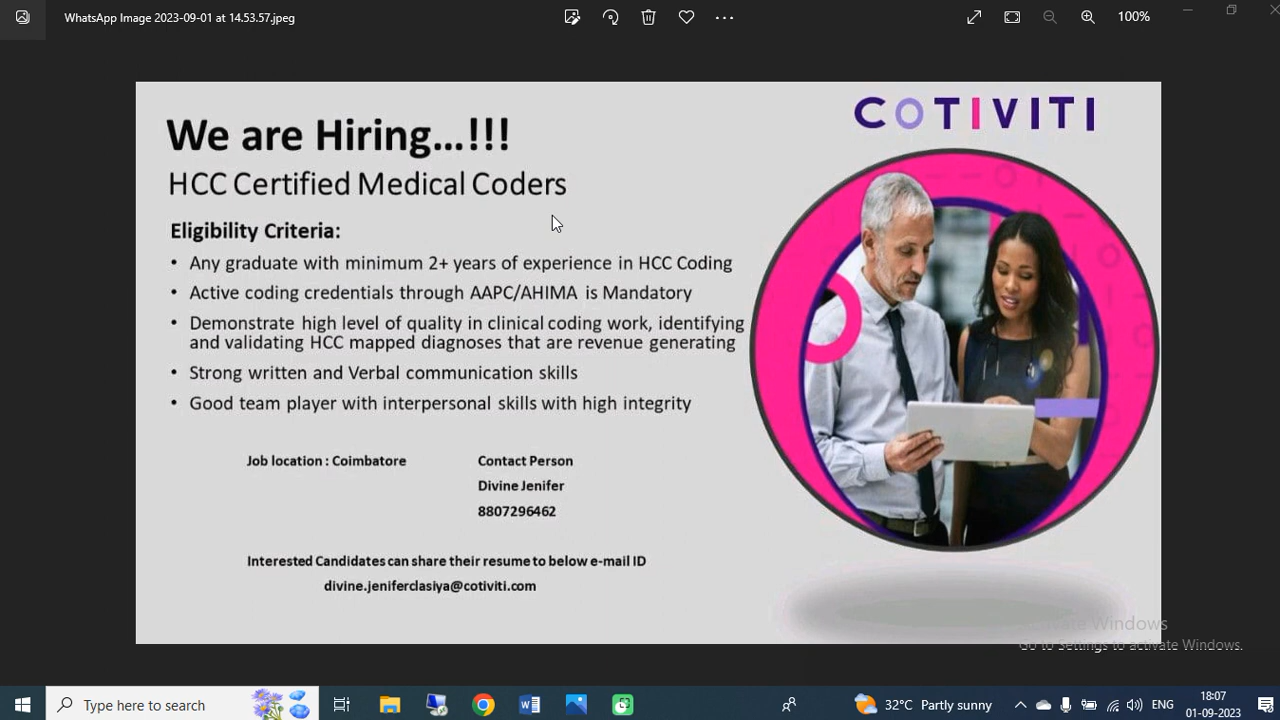 WhatsApp Image 2023-09-01 at 14.53.57.jpeg
100%
COTIVITI
We are Hiring...!!!
HCC Certified Medical Coders
Eligibility Criteria:
• Any graduate with minimum 2+ years of experience in HCC Coding
• Active coding credentials through AAPC/AHIMA is Mandatory
• Demonstrate high level of quality in clinical coding work, identifying
and validating HCC mapped diagnoses that are revenue generating
• Strong written and Verbal communication skills
• Good team player with interpersonal skills with high integrity
Job location : Coimbatore
Contact Person
Divine Jenifer
8807296462
Interested Candidates can share their resume to below e-mail ID
divine.jeniferclasiya@cotiviti.com
Activate Windows
Go to Settings to activate Windows.
Type here to search
32°C Partly sunny
ENG
18:07
01-09-2023